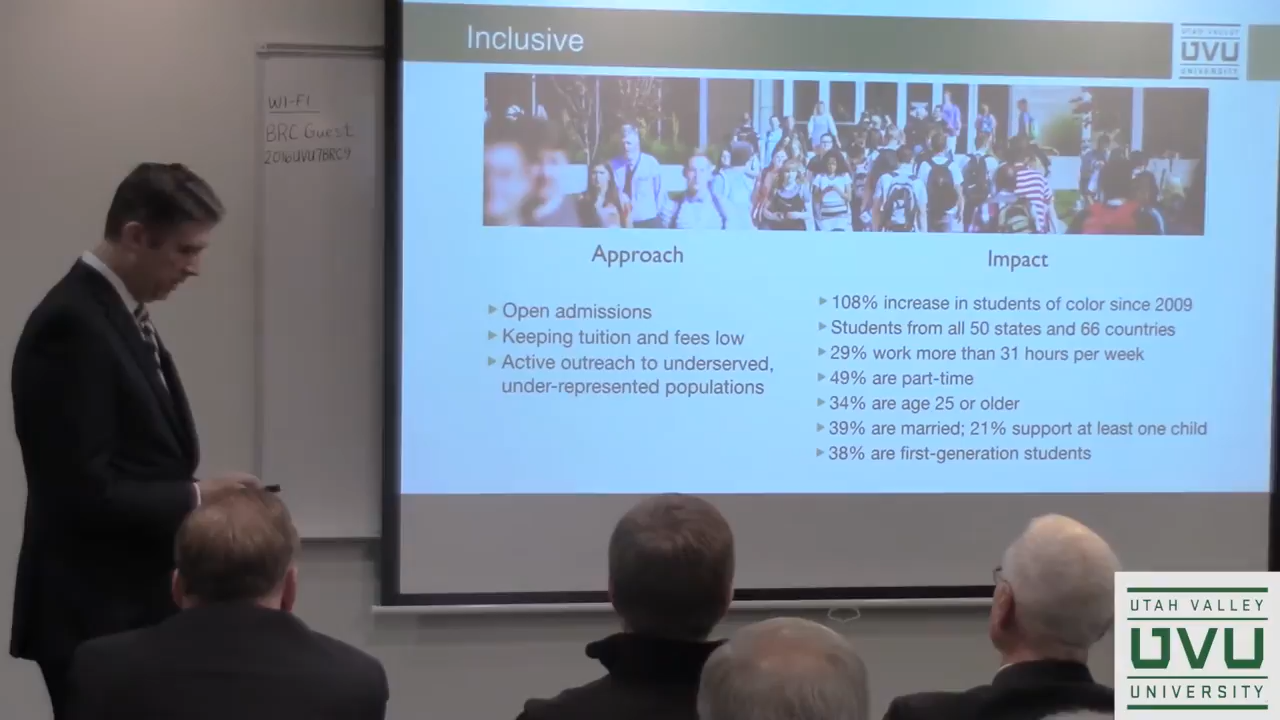 Inclusive
UTAH VALLEY
UVU
UNIVERSITY
WI-FI
BRC Guest
2016UVU7BRC9
Approach
▸ Open admissions
▸ Keeping tuition and fees low
▸ Active outreach to underserved,
under-represented populations
Impact
▸ 108% increase in students of color since 2009
▸ Students from all 50 states and 66 countries
▸ 29% work more than 31 hours per week
▸ 49% are part-time
▸ 34% are age 25 or older
▸ 39% are married; 21% support at least one child
▸ 38% are first-generation students
UTAH VALLEY
UVU
UNIVERSITY